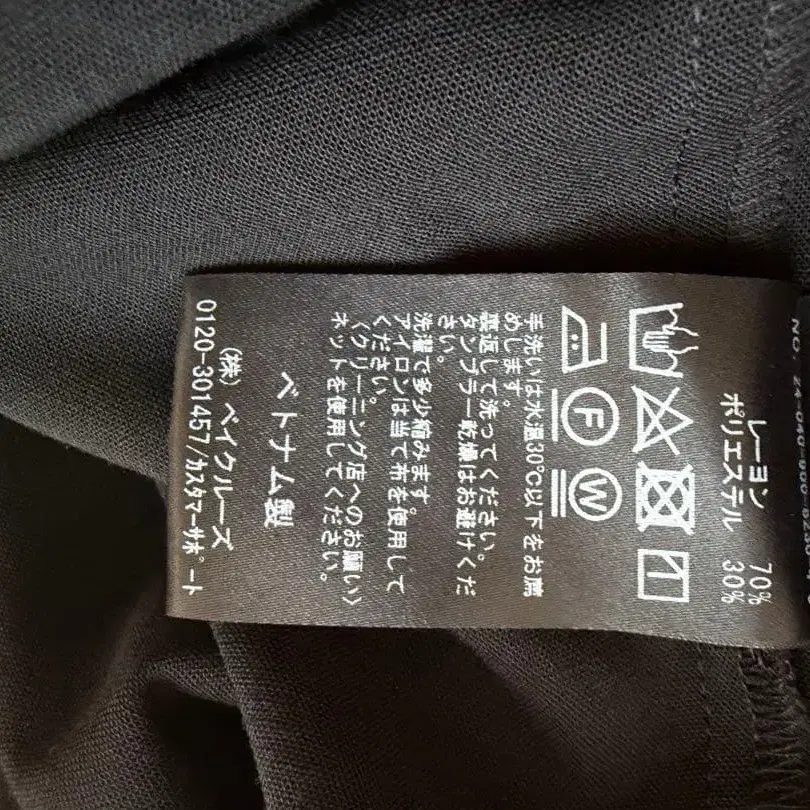 レーヨン 70%
ポリエステル 30%
F W
手洗いは水温30℃以下をお薦
めします。
裏返して洗ってください。
タンブラー乾燥はお避けくだ
さい。
洗濯で多少縮みます。
アイロンは当て布を使用して
ください。
〈クリーニング店へのお願い〉
ネットを使用してください。
ベトナム製
(株)ベイクルーズ
0120-301457/カスタマーサポート